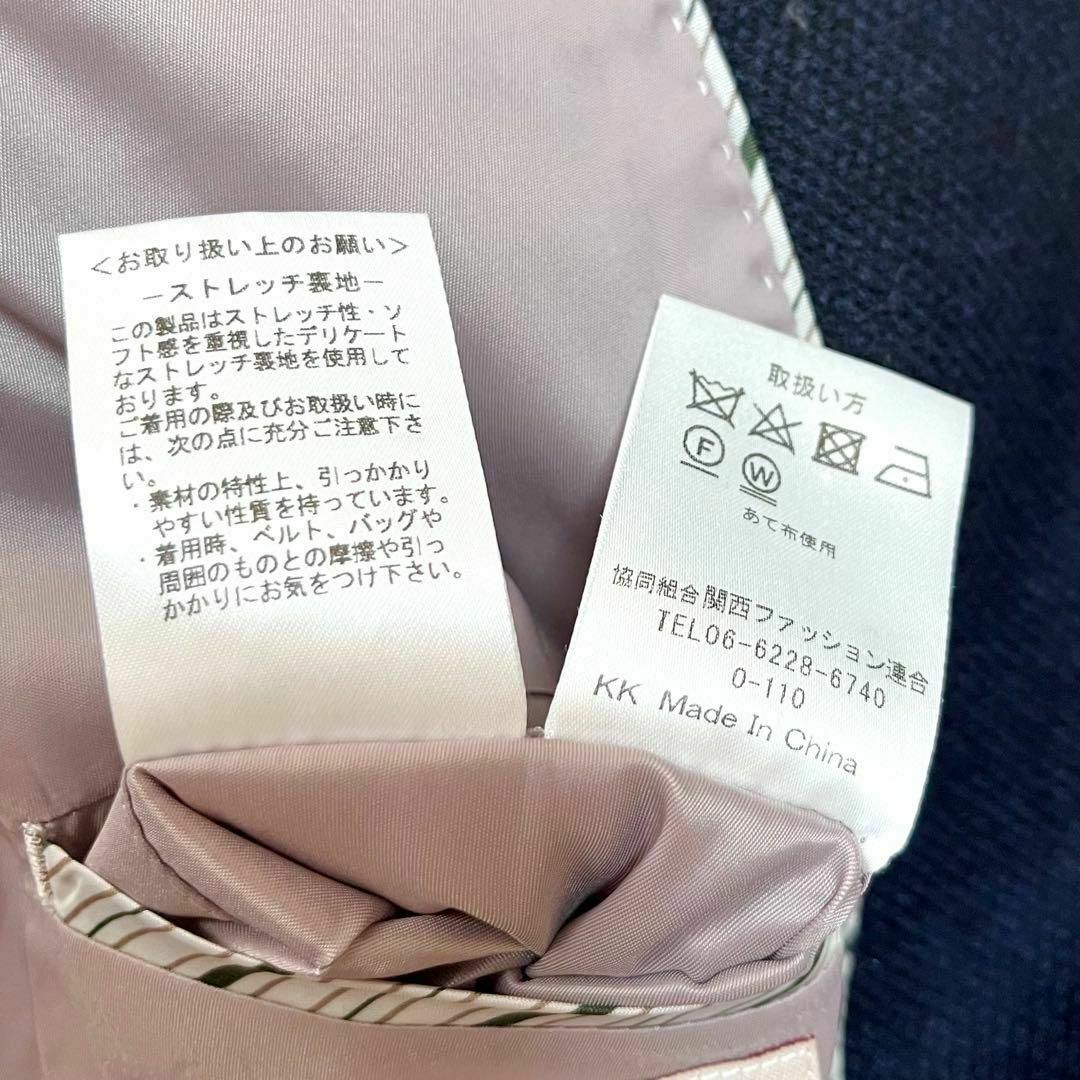 ＜お取り扱い上のお願い＞
ーストレッチ裏地ー
この製品はストレッチ性・ソ
フト感を重視したデリケート
なストレッチ裏地を使用して
おります。
ご着用の際及びお取扱い時に
は、次の点に充分ご注意下さ
い。
・素材の特性上、引っかかり
やすい性質を持っています。
・着用時、ベルト、バッグや
周囲のものとの摩擦や引っ
かかりにお気をつけ下さい。
取扱い方
F
W
あて布使用
協同組合関西ファッション連合
TEL06-6228-6740
0-110
KK Made In China